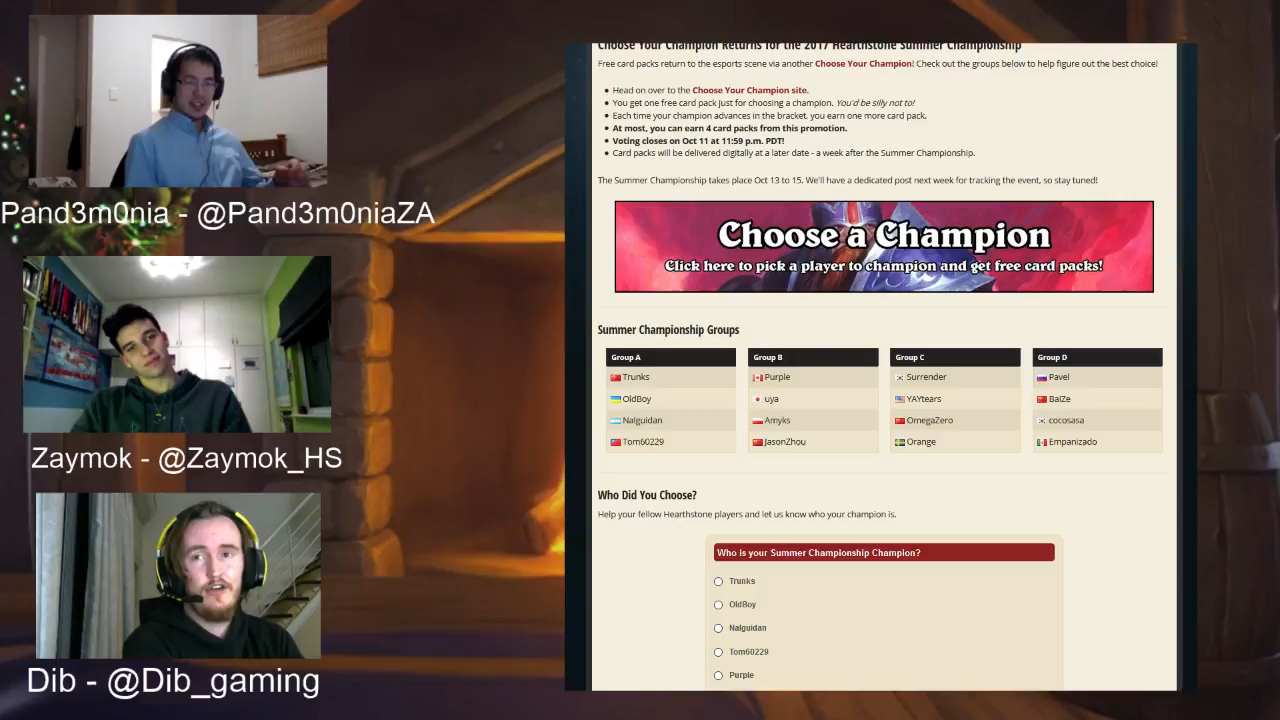 Pand3m0nia - @Pand3m0niaZA
Zaymok - @Zaymok_HS
Dib - @Dib_gaming
Choose Your Champion Returns for the 2017 Hearthstone Summer Championship
Free card packs return to the esports scene via another Choose Your Champion! Check out the groups below to help figure out the best choice!
Head on over to the Choose Your Champion site.
You get one free card pack just for choosing a champion. You'd be silly not to!
Each time your champion advances in the bracket, you earn one more card pack.
At most, you can earn 4 card packs from this promotion.
Voting closes on Oct 11 at 11:59 p.m. PDT!
Card packs will be delivered digitally at a later date - a week after the Summer Championship.
The Summer Championship takes place Oct 13 to 15. We'll have a dedicated post next week for tracking the event, so stay tuned!
Choose a Champion
Click here to pick a player to champion and get free card packs!
Summer Championship Groups
Group A
Trunks
OldBoy
Nalguidan
Tom60229
Group B
Purple
uya
Amyks
JasonZhou
Group C
Surrender
YAYtears
OmegaZero
Orange
Group D
Pavel
BaiZe
cocosasa
Empanizado
Who Did You Choose?
Help your fellow Hearthstone players and let us know who your champion is.
Who is your Summer Championship Champion?
Trunks
OldBoy
Nalguidan
Tom60229
Purple